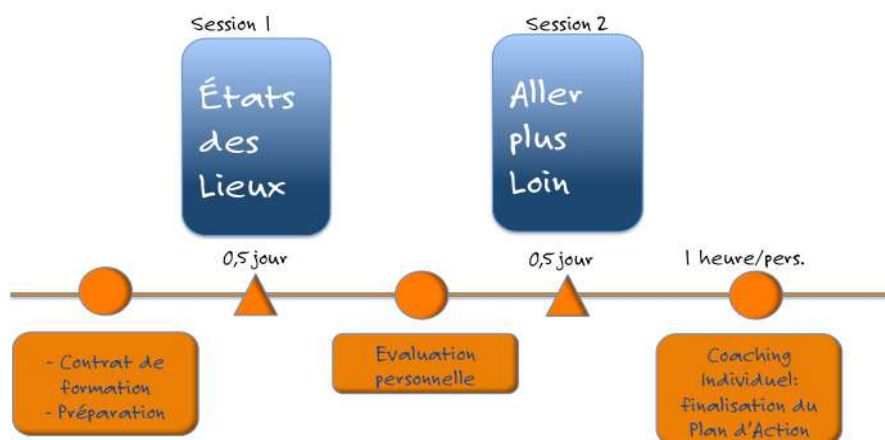 Session 1
États
des
Lieux
Session 2
Aller
plus
Loin
0,5 jour
0,5 jour
1 heure/pers.
- Contrat de
formation
- Préparation
Evaluation
personnelle
Coaching
Individuel:
finalisation du
Plan d'Action